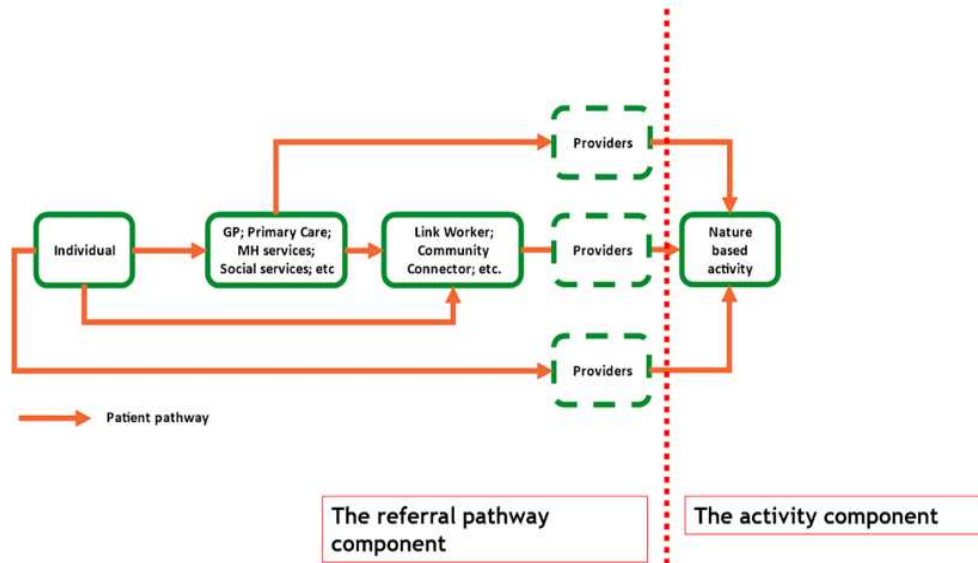 Providers
Individual
GP; Primary Care;
MH services;
Social services; etc
Link Worker;
Community
Connector; etc.
Providers
Nature
based
activity
Providers
Patient pathway
The referral pathway
component
The activity component